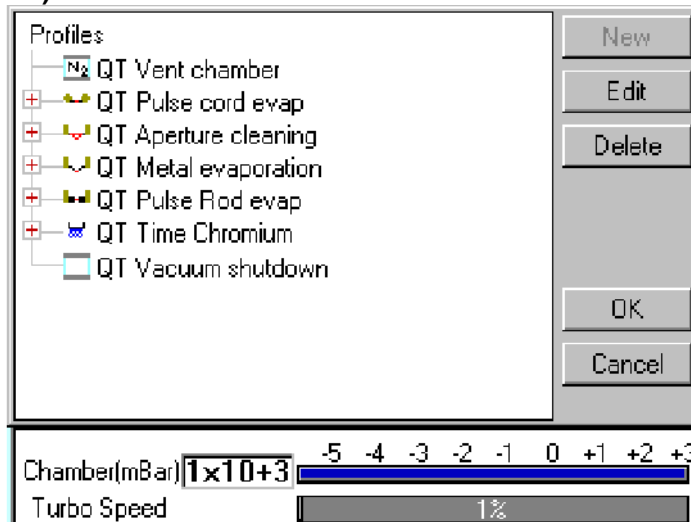 Profiles
New
N2 QT Vent chamber
Edit
QT Pulse cord evap
QT Aperture cleaning
Delete
QT Metal evaporation
QT Pulse Rod evap
QT Time Chromium
QT Vacuum shutdown
OK
Cancel
-5 -4 -3 -2 -1 0 +1 +2 +3
Chamber(mBar) 1x10+3
Turbo Speed 1%